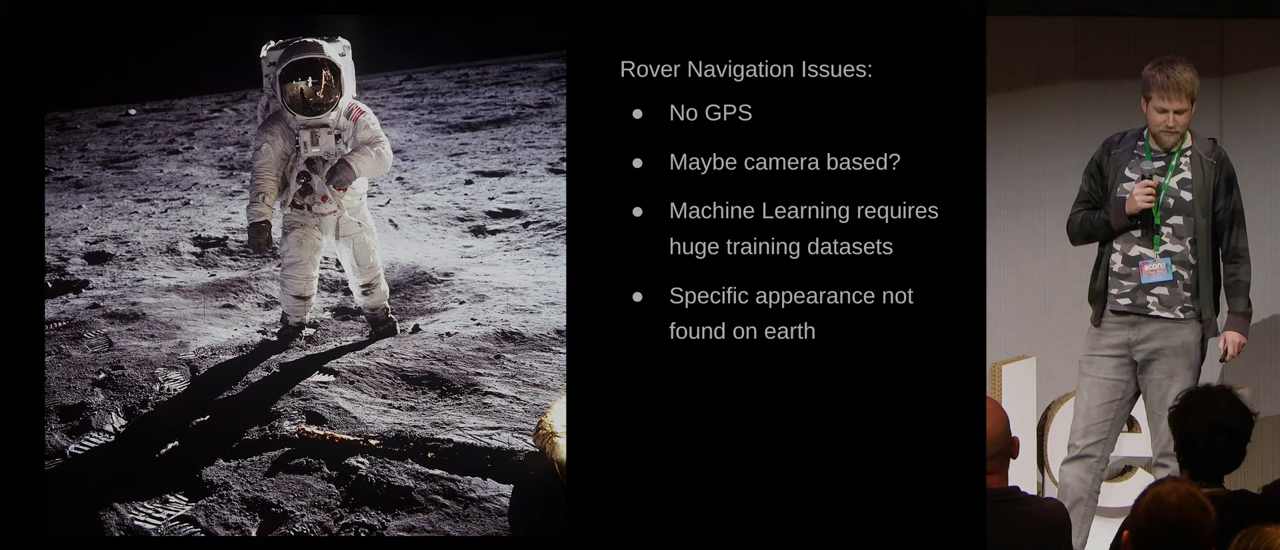 Rover Navigation Issues:
● No GPS
● Maybe camera based?
● Machine Learning requires
huge training datasets
● Specific appearance not
found on earth